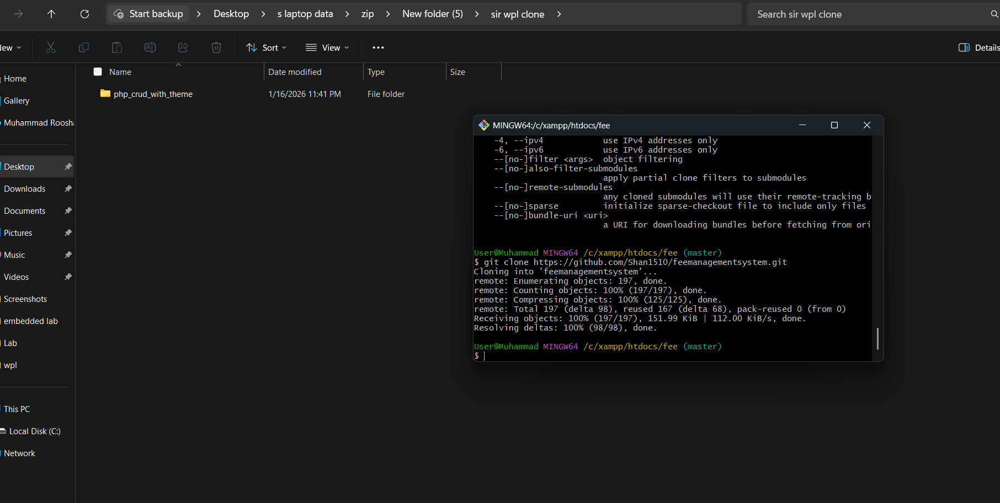 Start backup > Desktop > s laptop data > zip > New folder (5) > sir wpl clone >
Search sir wpl clone
Sort
View
Details
Name
Date modified
Type
Size
php_crud_with_theme
1/16/2026 11:41 PM
File folder
Home
Gallery
Muhammad Roosha
Desktop
Downloads
Documents
Pictures
Music
Videos
Screenshots
embedded lab
Lab
wpl
This PC
Local Disk (C:)
Network
MINGW64:/c/xampp/htdocs/fee
-4, --ipv4 use IPv4 addresses only
-6, --ipv6 use IPv6 addresses only
--[no-]filter <args> object filtering
--[no-]also-filter-submodules
apply partial clone filters to submodules
--[no-]remote-submodules
any cloned submodules will use their remote-tracking b
--[no-]sparse initialize sparse-checkout file to include only files
--[no-]bundle-uri <uri>
a URI for downloading bundles before fetching from ori
User@Muhammad MINGW64 /c/xampp/htdocs/fee (master)
$ git clone https://github.com/Shan1510/feemanagementsystem.git
Cloning into 'feemanagementsystem'...
remote: Enumerating objects: 197, done.
remote: Counting objects: 100% (197/197), done.
remote: Compressing objects: 100% (125/125), done.
remote: Total 197 (delta 98), reused 167 (delta 68), pack-reused 0 (from 0)
Receiving objects: 100% (197/197), 151.99 KiB | 112.00 KiB/s, done.
Resolving deltas: 100% (98/98), done.
User@Muhammad MINGW64 /c/xampp/htdocs/fee (master)
$